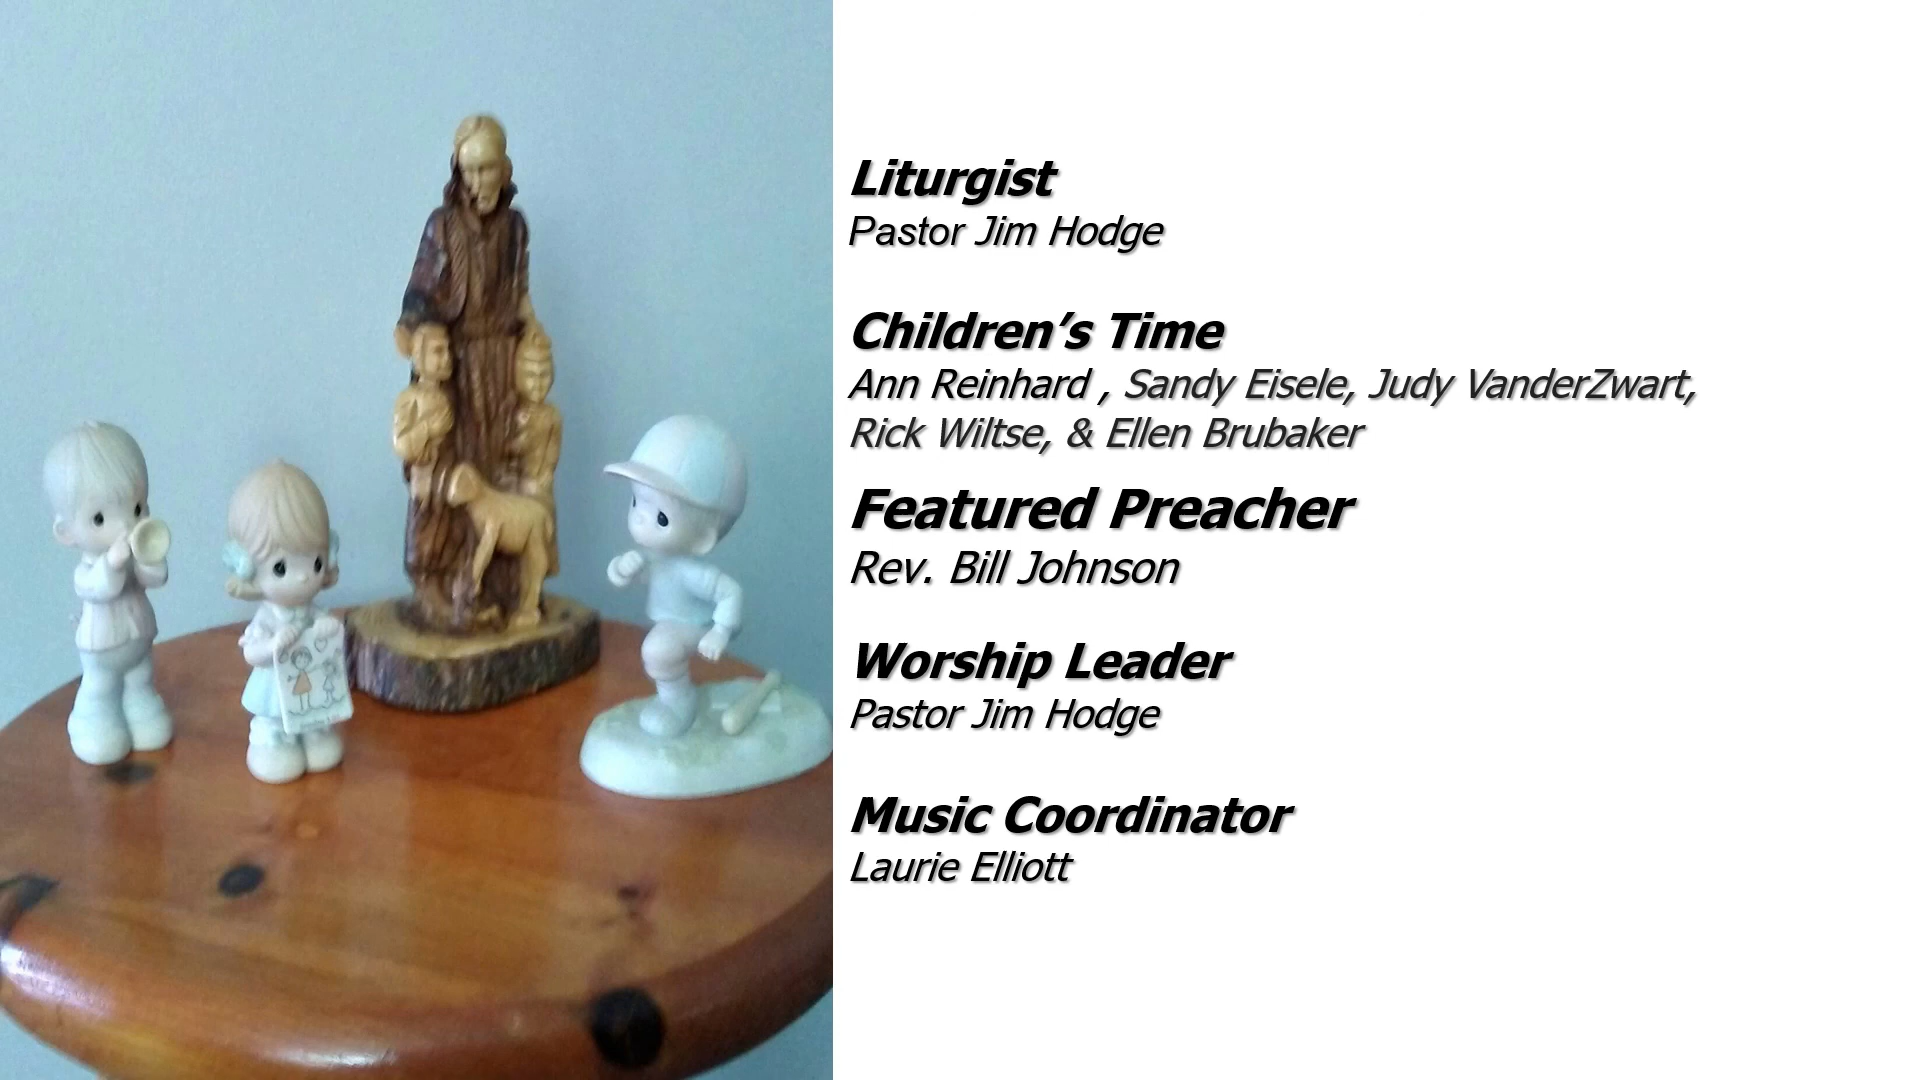 Liturgist
Pastor Jim Hodge
Children’s Time
Ann Reinhard , Sandy Eisele, Judy VanderZwart,
Rick Wiltse, & Ellen Brubaker
Featured Preacher
Rev. Bill Johnson
Worship Leader
Pastor Jim Hodge
Music Coordinator
Laurie Elliott